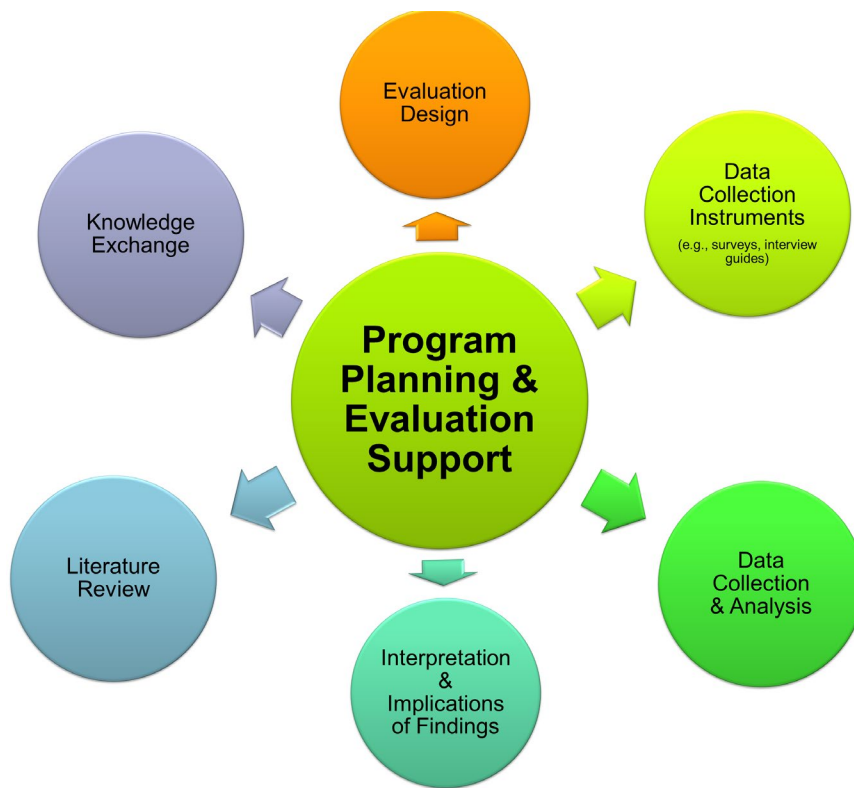 Evaluation
Design
Knowledge
Exchange
Data
Collection
Instruments
(e.g., surveys, interview
guides)
Program
Planning &
Evaluation
Support
Literature
Review
Data
Collection
& Analysis
Interpretation
&
Implications
of Findings